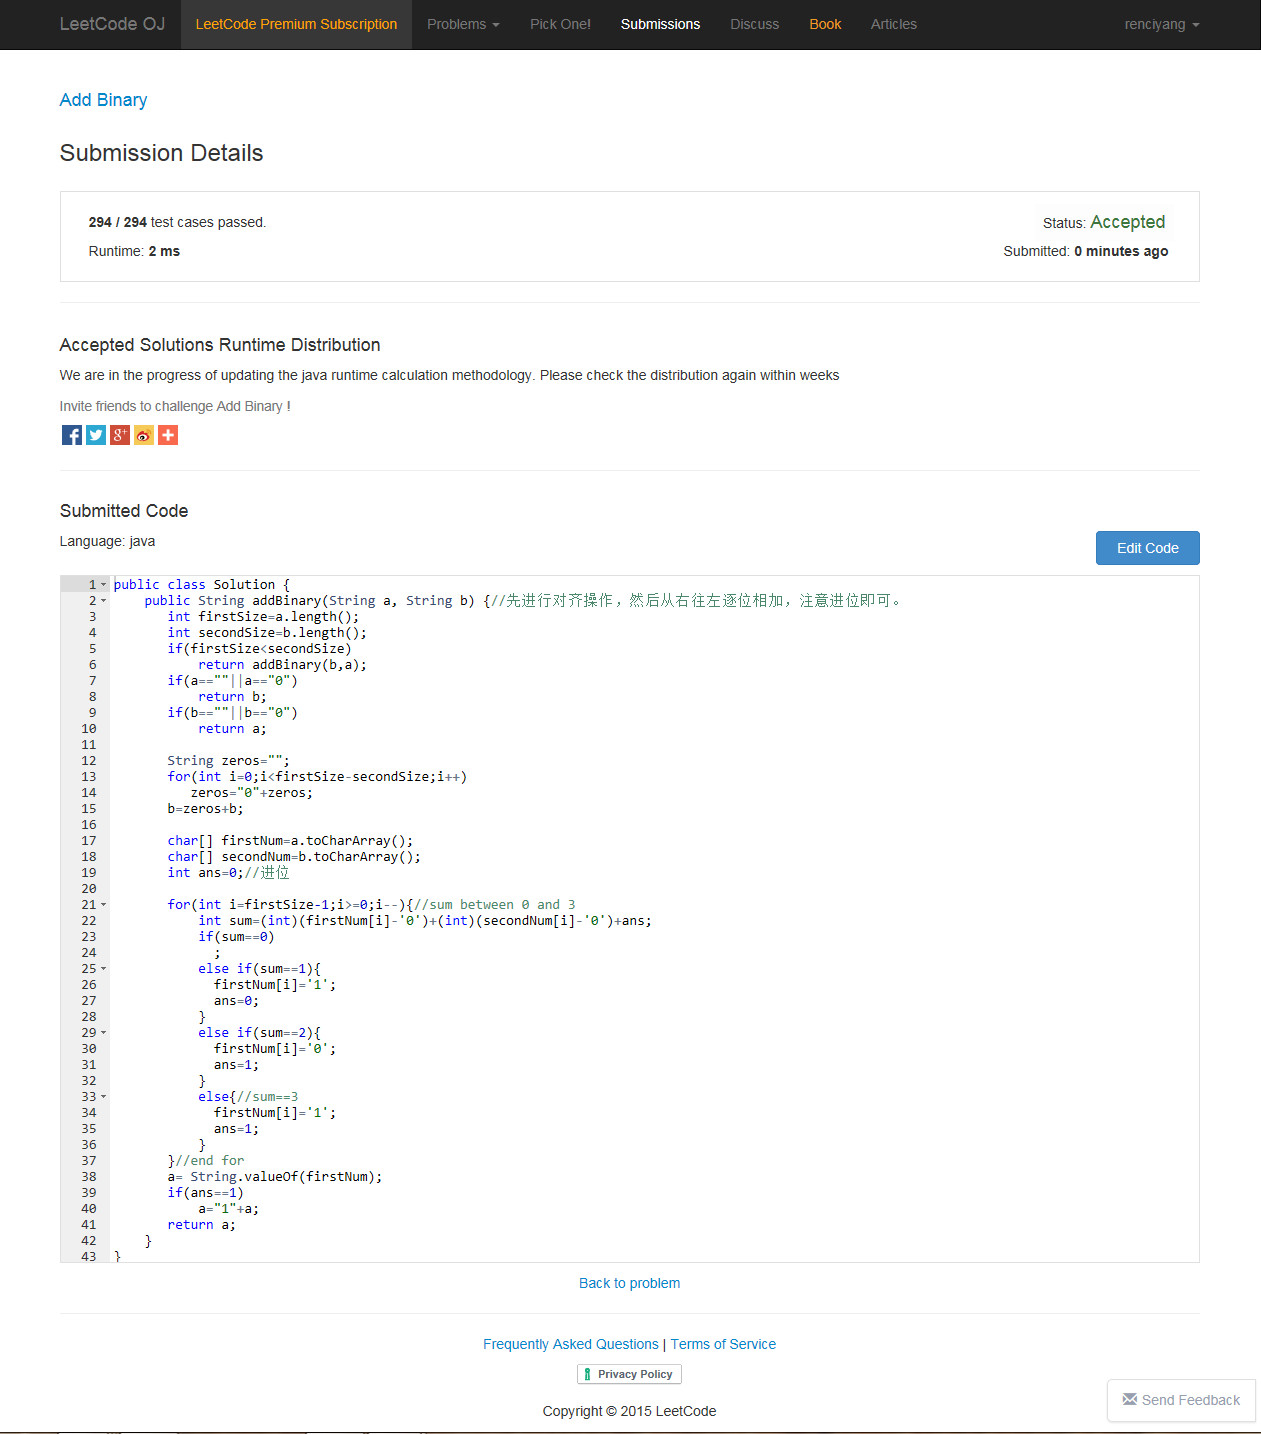 LeetCode OJ LeetCode Premium Subscription Problems Pick One! Submissions Discuss Book Articles renciyang
Add Binary
Submission Details
294 / 294 test cases passed. Status: Accepted
Runtime: 2 ms Submitted: 0 minutes ago
Accepted Solutions Runtime Distribution
We are in the progress of updating the java runtime calculation methodology. Please check the distribution again within weeks
Invite friends to challenge Add Binary !
Submitted Code
Language: java
Edit Code
1 public class Solution {
2     public String addBinary(String a, String b) {//先进行对齐操作，然后从右往左逐位相加，注意进位即可。
3        int firstSize=a.length();
4        int secondSize=b.length();
5        if(firstSize<secondSize)
6            return addBinary(b,a);
7        if(a==""||a=="0")
8            return b;
9        if(b==""||b=="0")
10            return a;
11
12        String zeros="";
13        for(int i=0;i<firstSize-secondSize;i++)
14           zeros="0"+zeros;
15        b=zeros+b;
16
17        char[] firstNum=a.toCharArray();
18        char[] secondNum=b.toCharArray();
19        int ans=0;//进位
20
21        for(int i=firstSize-1;i>=0;i--){//sum between 0 and 3
22            int sum=(int)(firstNum[i]-'0')+(int)(secondNum[i]-'0')+ans;
23            if(sum==0)
24              ;
25            else if(sum==1){
26              firstNum[i]='1';
27              ans=0;
28            }
29            else if(sum==2){
30              firstNum[i]='0';
31              ans=1;
32            }
33            else{//sum==3
34              firstNum[i]='1';
35              ans=1;
36            }
37        }//end for
38        a= String.valueOf(firstNum);
39        if(ans==1)
40            a="1"+a;
41        return a;
42     }
43 }
Back to problem
Frequently Asked Questions | Terms of Service
Privacy Policy
Send Feedback
Copyright © 2015 LeetCode